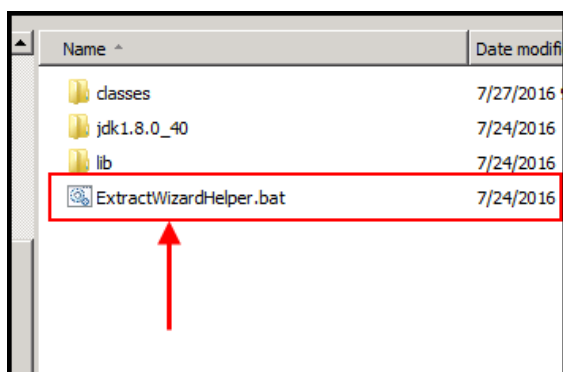 Name Date modifi
classes 7/27/2016 9
jdk1.8.0_40 7/24/2016
lib 7/24/2016
ExtractWizardHelper.bat 7/24/2016